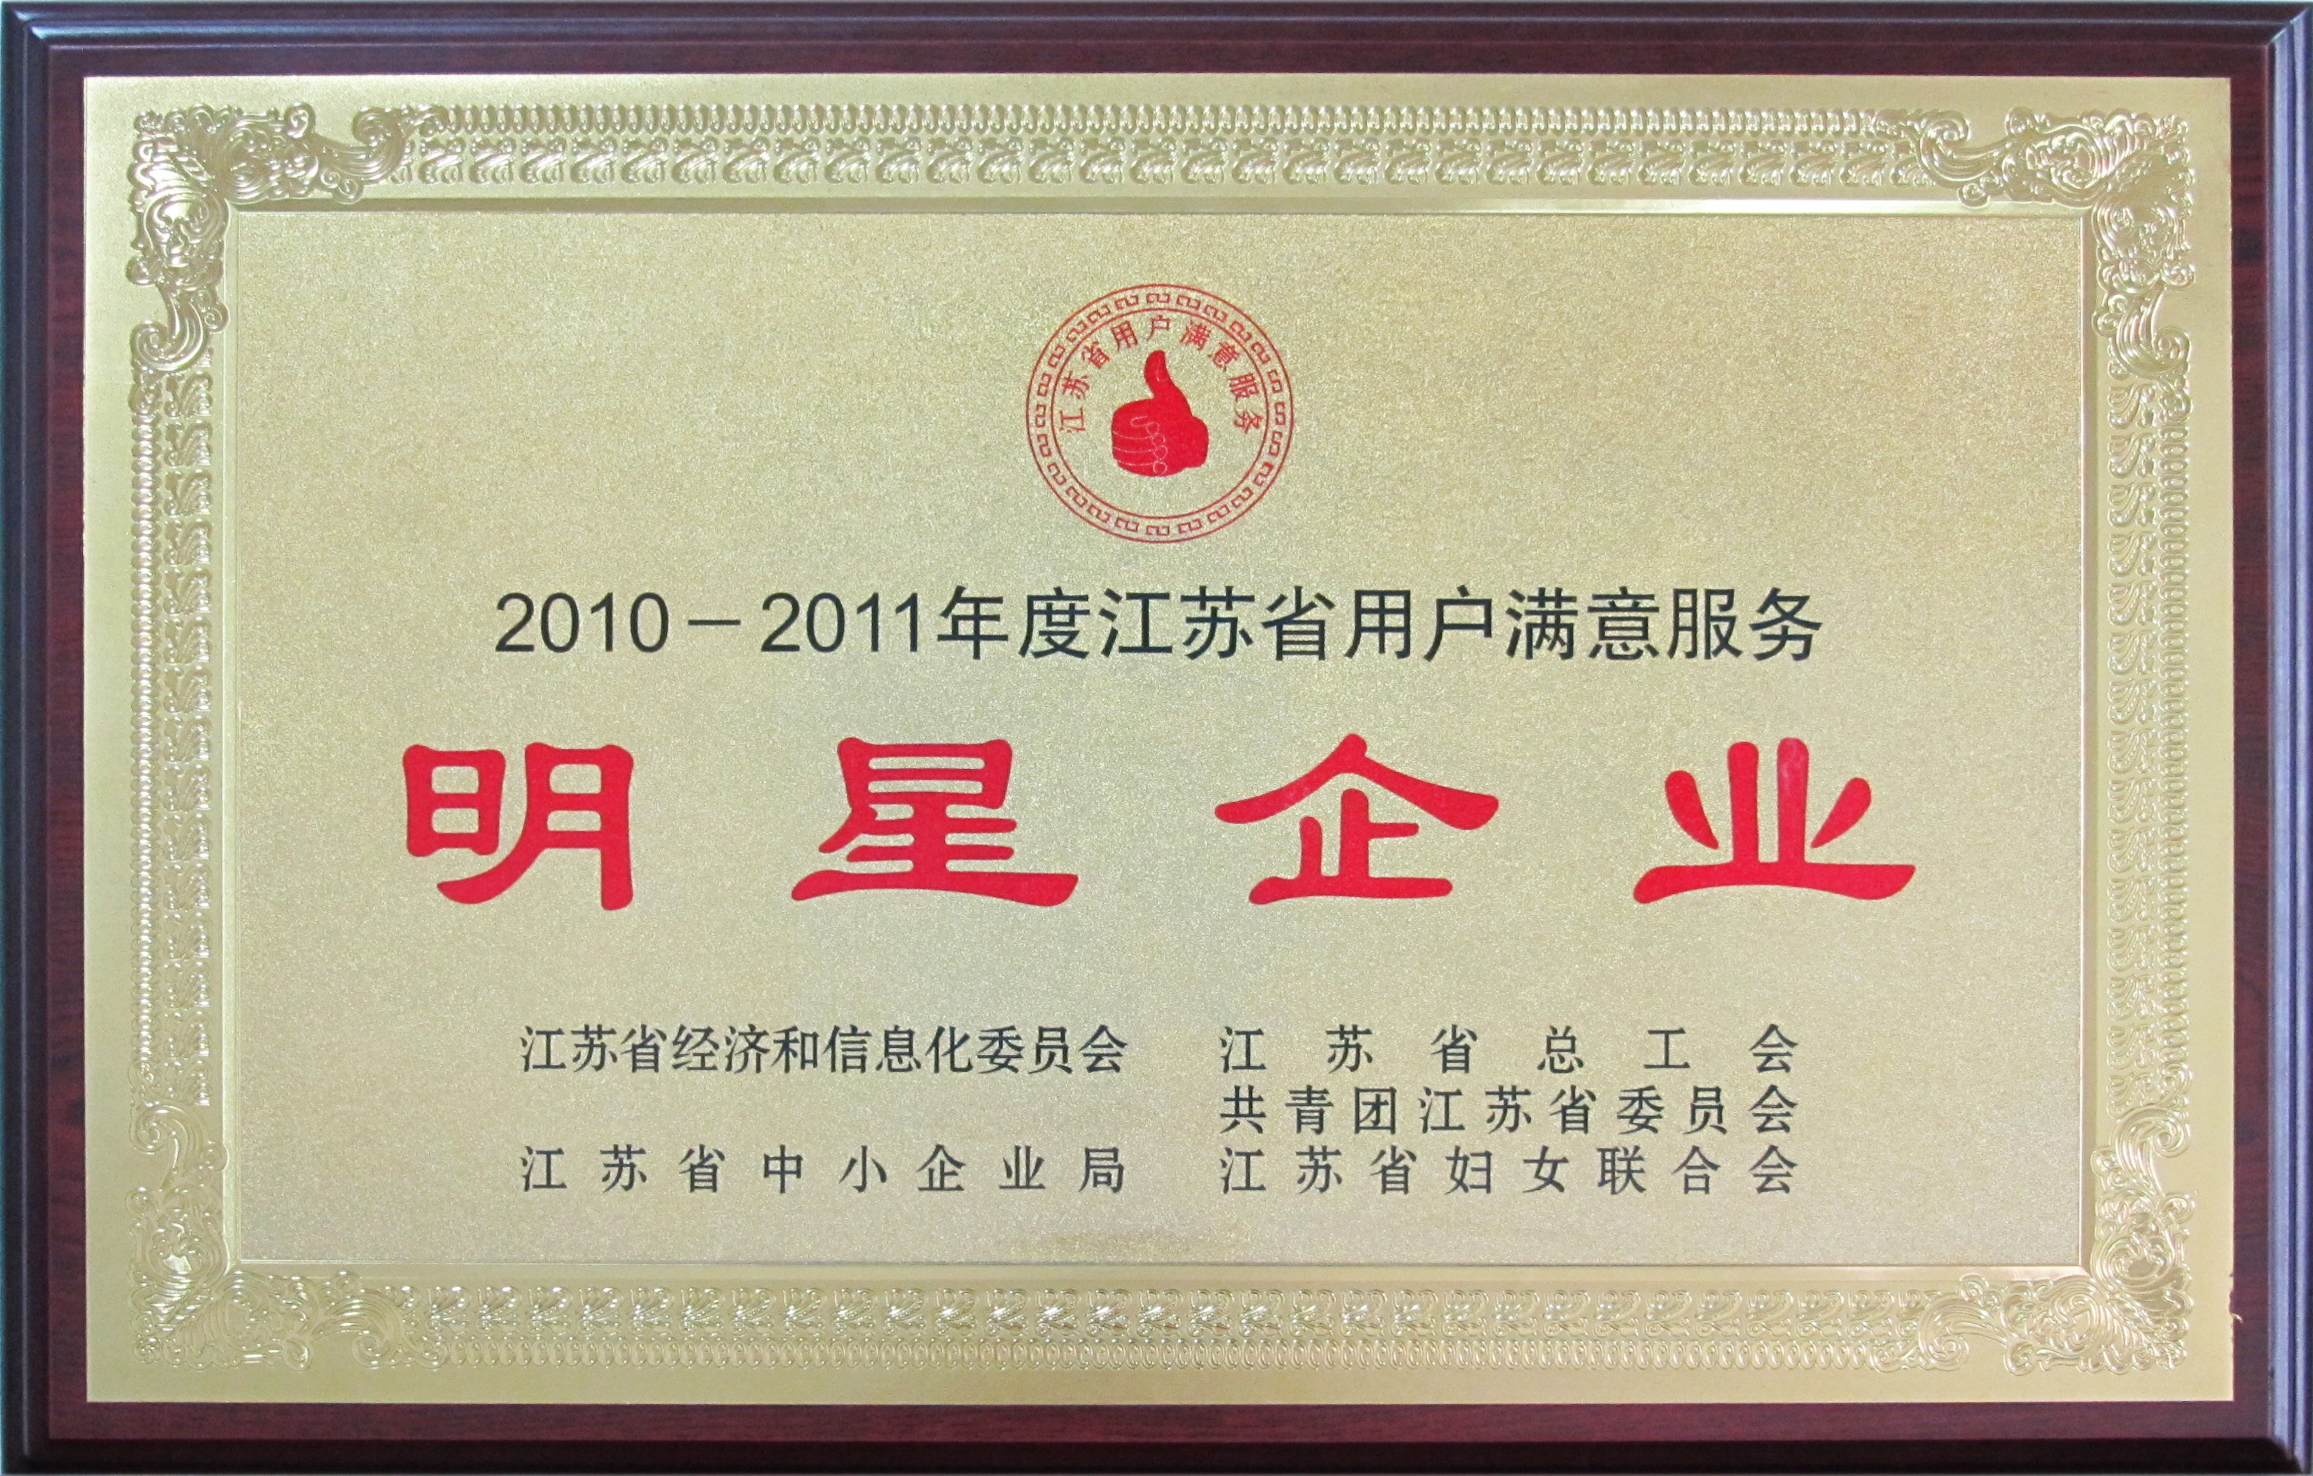 江苏省用户满意服务
2010－2011年度江苏省用户满意服务
明星企业
江苏省经济和信息化委员会 江苏省总工会
共青团江苏省委员会
江苏省中小企业局 江苏省妇女联合会